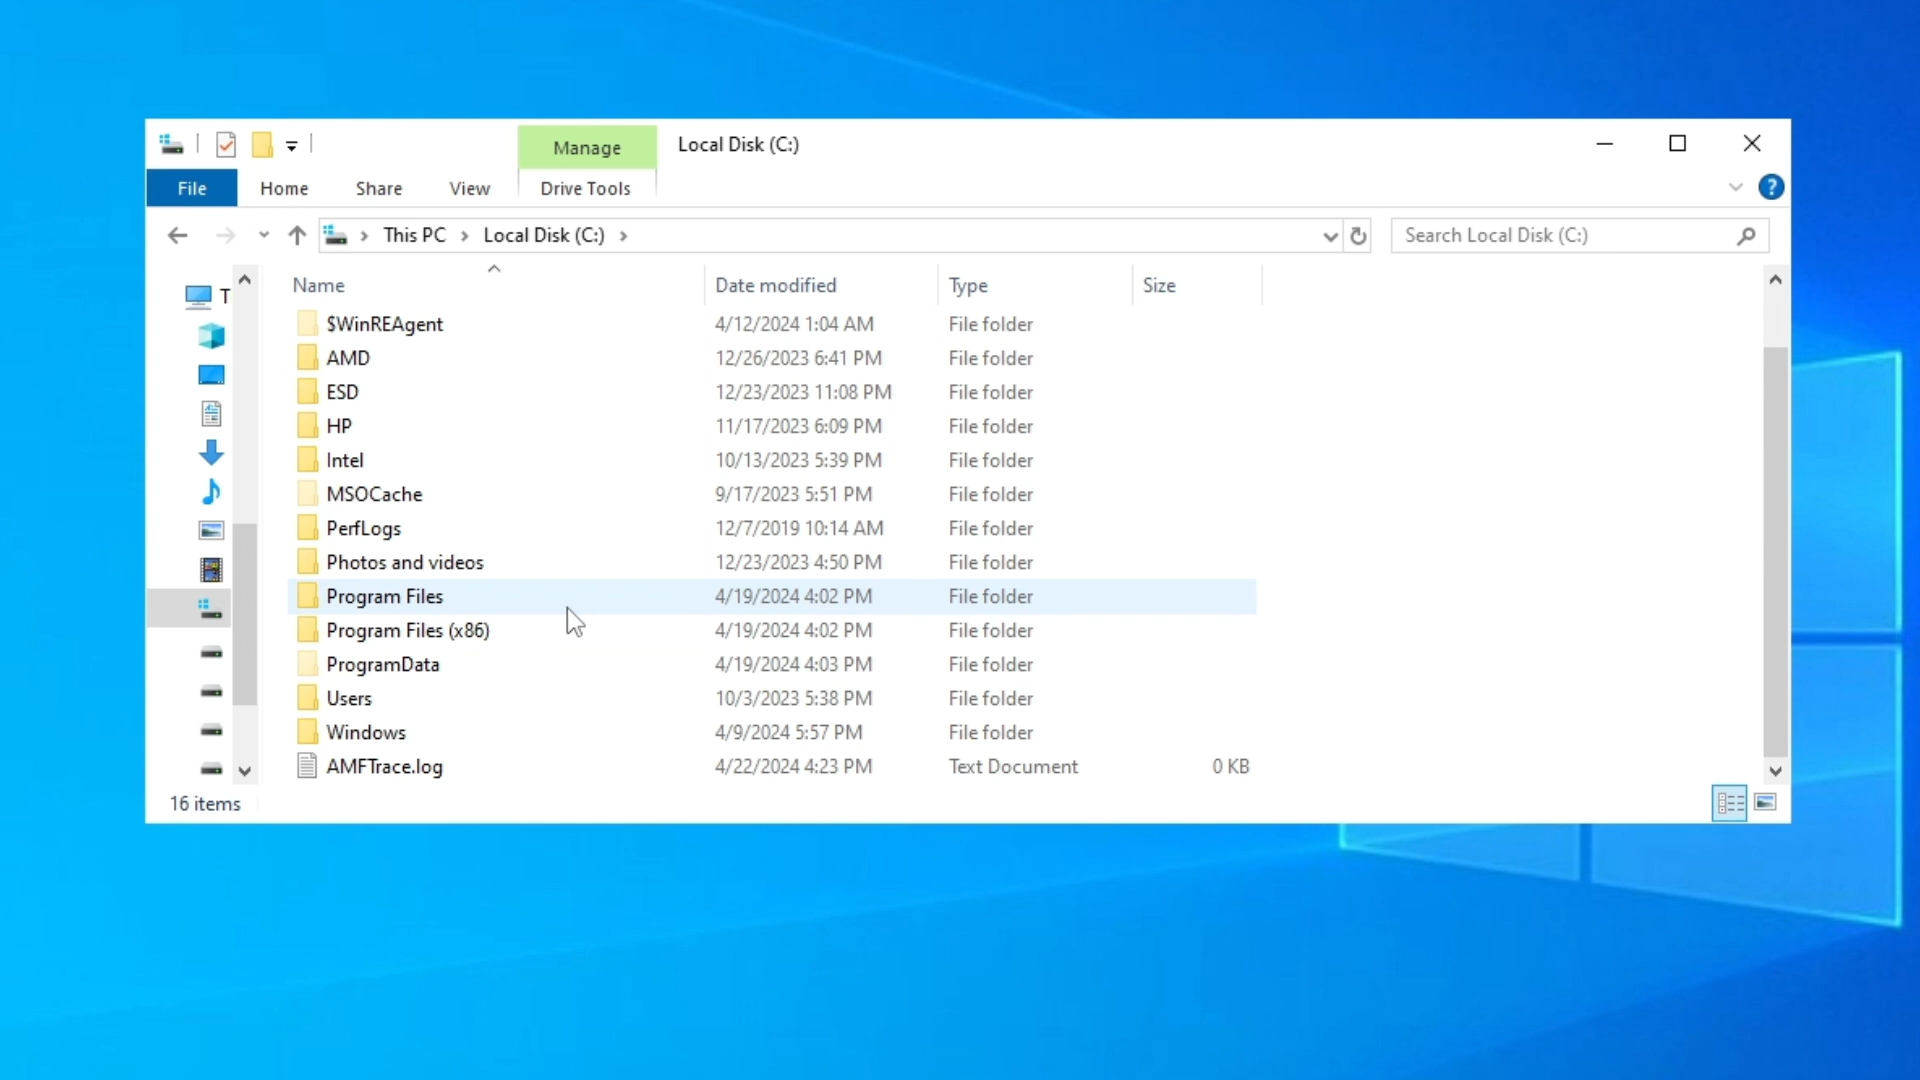 Manage Local Disk (C:)
File Home Share View Drive Tools ?
This PC Local Disk (C:) Search Local Disk (C:)
T
Name Date modified Type Size
$WinREAgent 4/12/2024 1:04 AM File folder
AMD 12/26/2023 6:41 PM File folder
ESD 12/23/2023 11:08 PM File folder
HP 11/17/2023 6:09 PM File folder
Intel 10/13/2023 5:39 PM File folder
MSOCache 9/17/2023 5:51 PM File folder
PerfLogs 12/7/2019 10:14 AM File folder
Photos and videos 12/23/2023 4:50 PM File folder
Program Files 4/19/2024 4:02 PM File folder
Program Files (x86) 4/19/2024 4:02 PM File folder
ProgramData 4/19/2024 4:03 PM File folder
Users 10/3/2023 5:38 PM File folder
Windows 4/9/2024 5:57 PM File folder
AMFTrace.log 4/22/2024 4:23 PM Text Document 0 KB
16 items